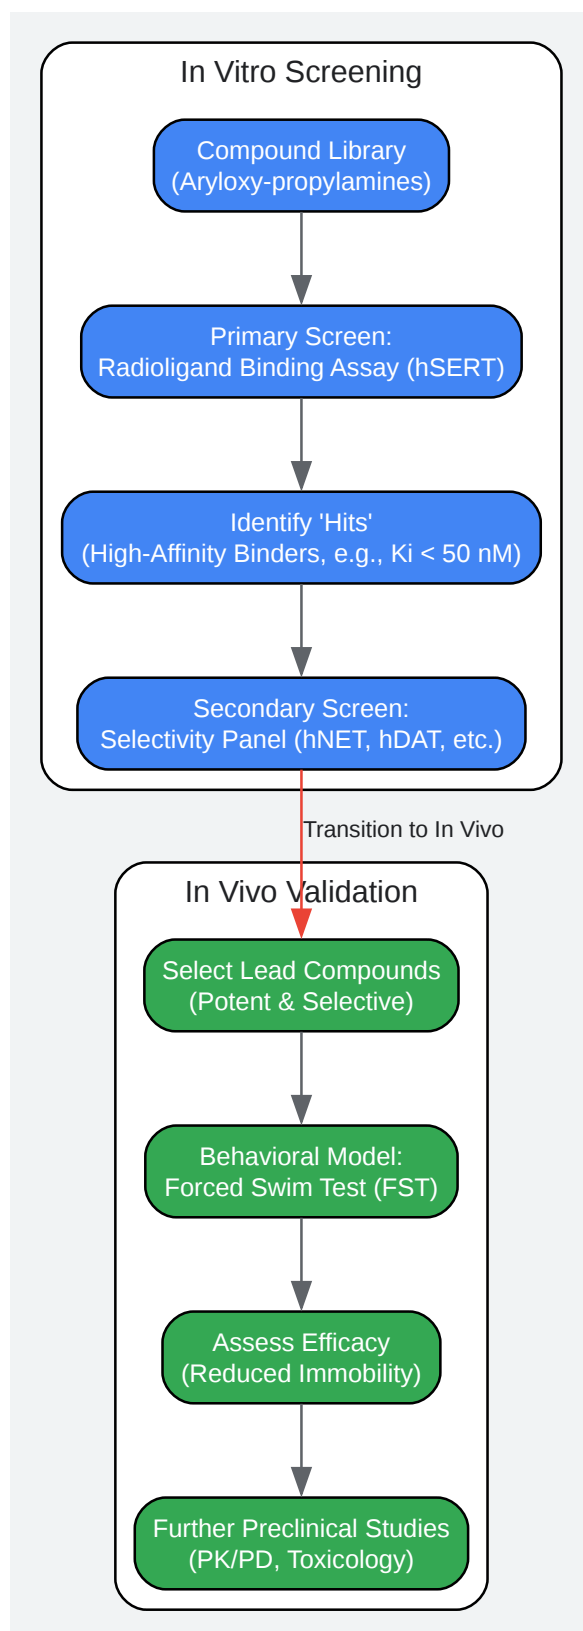 In Vitro Screening
Compound Library
(Aryloxy-propylamines)
Primary Screen:
Radioligand Binding Assay (hSERT)
Identify 'Hits'
(High-Affinity Binders, e.g., Ki < 50 nM)
Secondary Screen:
Selectivity Panel (hNET, hDAT, etc.)
Transition to In Vivo
In Vivo Validation
Select Lead Compounds
(Potent & Selective)
Behavioral Model:
Forced Swim Test (FST)
Assess Efficacy
(Reduced Immobility)
Further Preclinical Studies
(PK/PD, Toxicology)